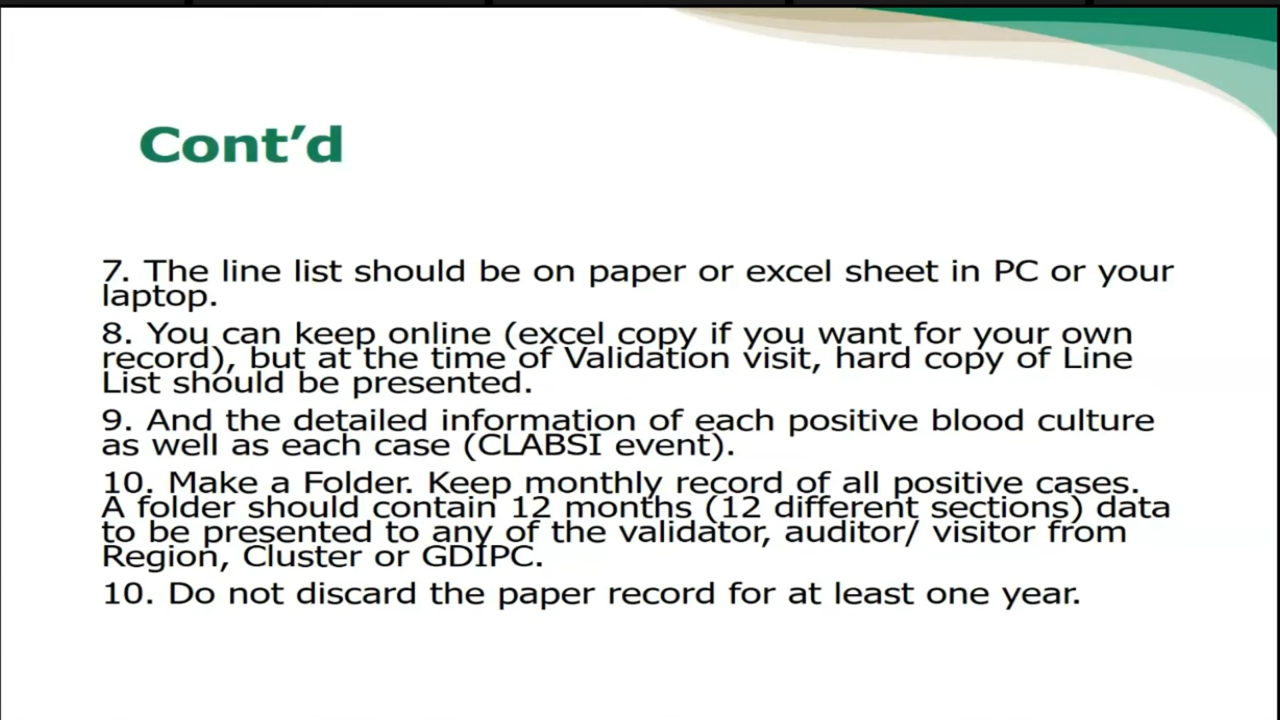 Cont’d
7. The line list should be on paper or excel sheet in PC or your
laptop.
8. You can keep online (excel copy if you want for your own
record), but at the time of Validation visit, hard copy of Line
List should be presented.
9. And the detailed information of each positive blood culture
as well as each case (CLABSI event).
10. Make a Folder. Keep monthly record of all positive cases.
A folder should contain 12 months (12 different sections) data
to be presented to any of the validator, auditor/ visitor from
Region, Cluster or GDIPC.
10. Do not discard the paper record for at least one year.